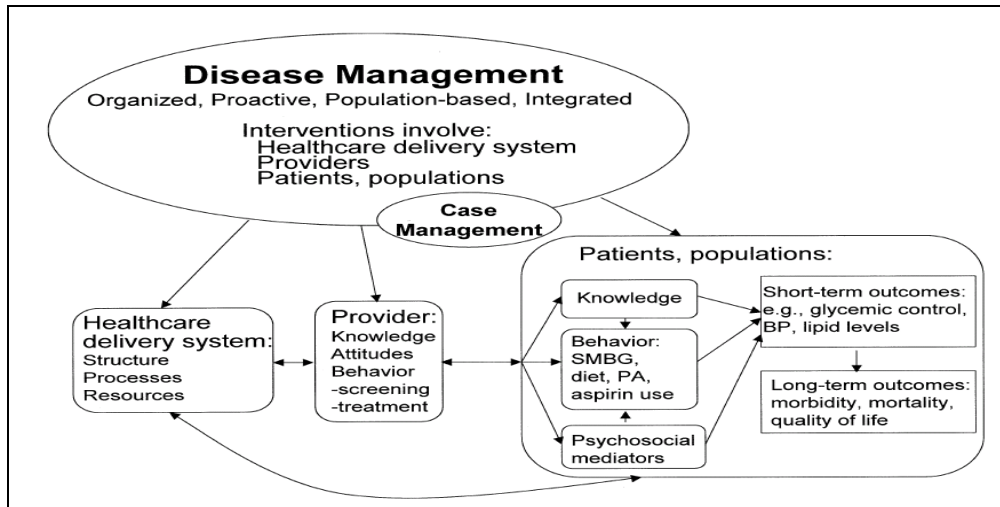 Disease Management
Organized, Proactive, Population-based, Integrated
Interventions involve:
Healthcare delivery system
Providers
Patients, populations
Case
Management
Healthcare
delivery system:
Structure
Processes
Resources
Provider:
Knowledge
Attitudes
Behavior
-screening
-treatment
Patients, populations:
Knowledge
Behavior:
SMBG,
diet, PA,
aspirin use
Psychosocial
mediators
Short-term outcomes:
e.g., glycemic control,
BP, lipid levels
Long-term outcomes:
morbidity, mortality,
quality of life